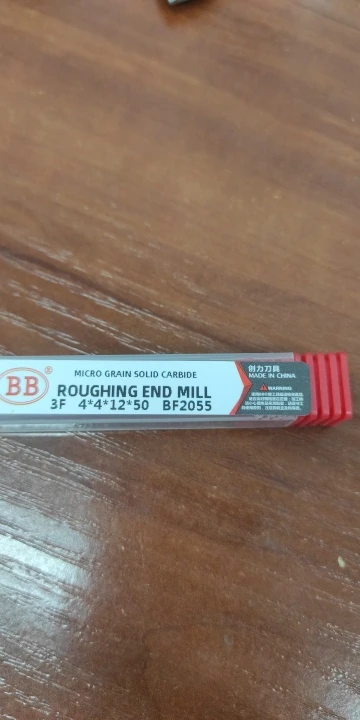 BB®
MICRO GRAIN SOLID CARBIDE
ROUGHING END MILL
3F 4*4*12*50 BF2055
创力刀具
MADE IN CHINA
WARNING